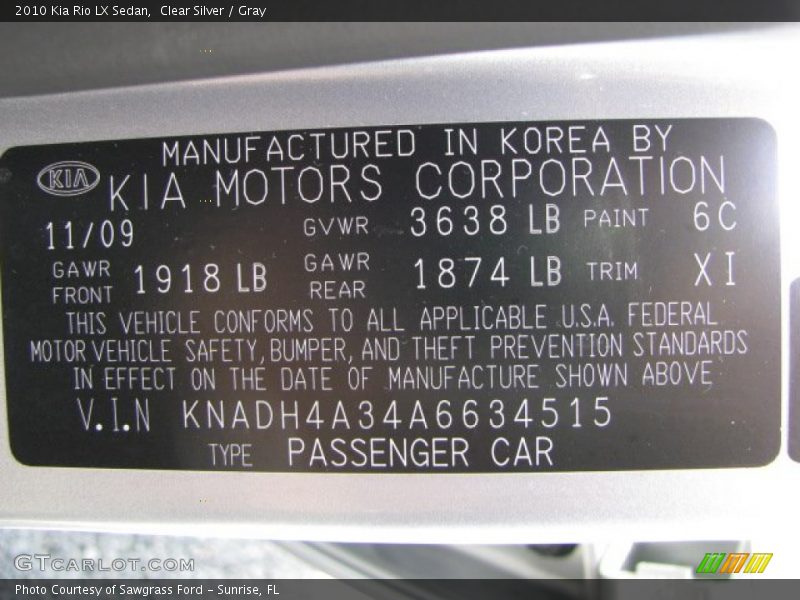 2010 Kia Rio LX Sedan,  Clear Silver / Gray
MANUFACTURED IN KOREA BY
KIA KIA MOTORS CORPORATION
11/09 GVWR 3638 LB PAINT 6C
GAWR FRONT 1918 LB GAWR REAR 1874 LB TRIM XI
THIS VEHICLE CONFORMS TO ALL APPLICABLE U.S.A. FEDERAL
MOTOR VEHICLE SAFETY, BUMPER, AND THEFT PREVENTION STANDARDS
IN EFFECT ON THE DATE OF MANUFACTURE SHOWN ABOVE
V.I.N KNADH4A34A6634515
TYPE PASSENGER CAR
GTCARLOT.COM
Photo Courtesy of Sawgrass Ford - Sunrise, FL